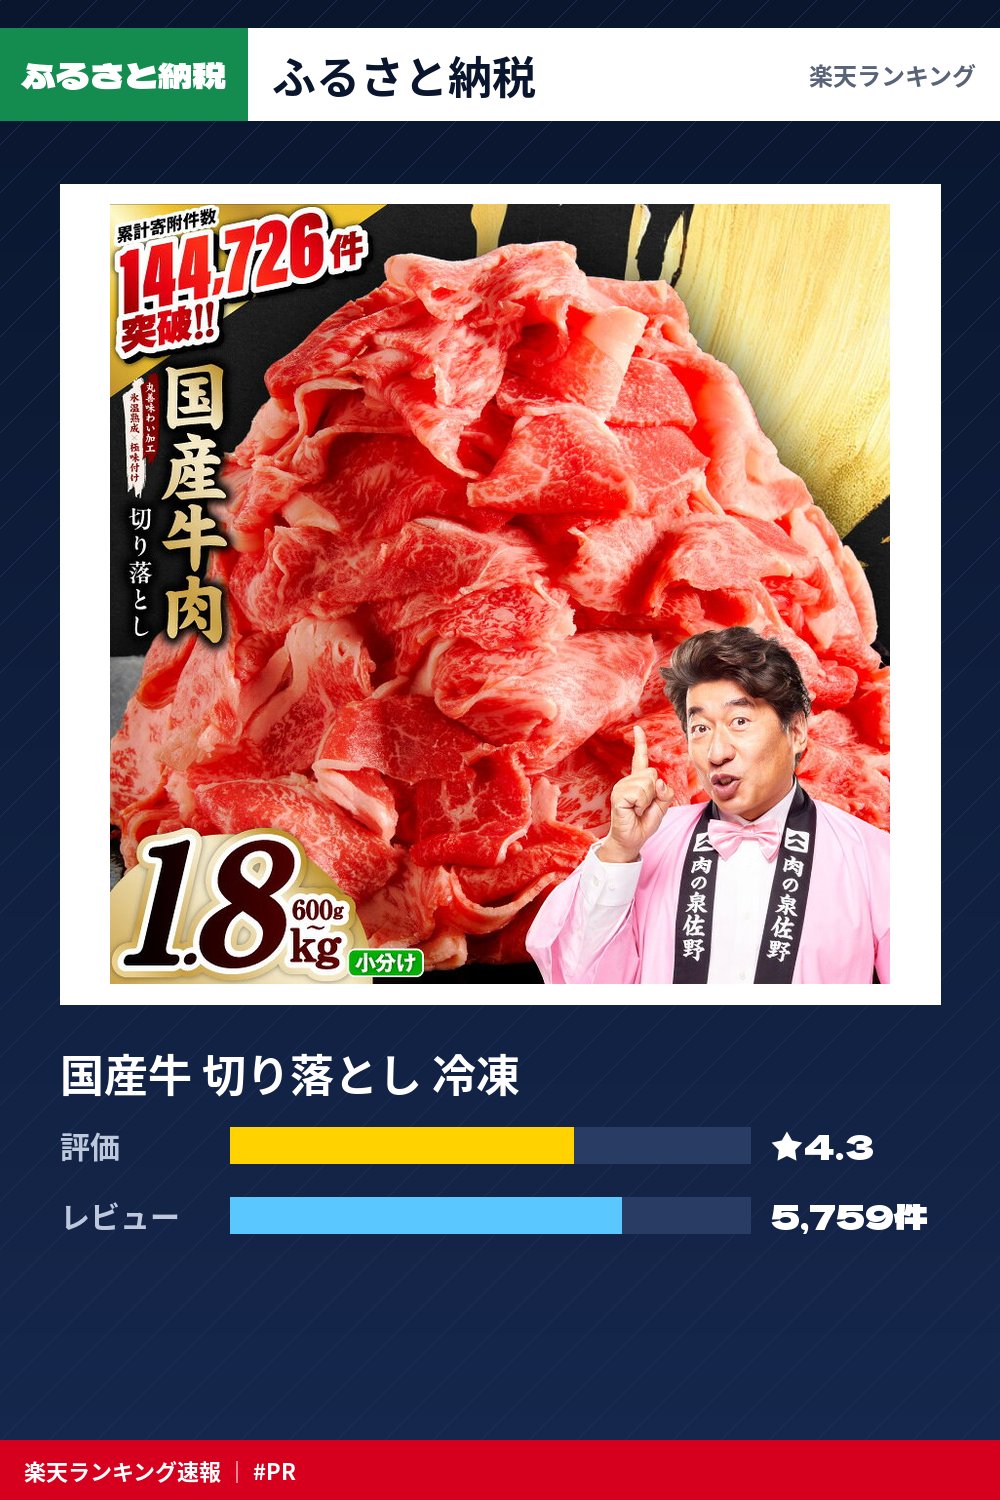 ふるさと納税
ふるさと納税
楽天ランキング
累計寄附件数
144,726件
突破!!
国産牛肉
切り落とし
丸善味わい加工
氷温熟成×極味付け
肉の泉佐野
肉の泉佐野
1.8kg
600g~
小分け
国産牛 切り落とし 冷凍
評価
★4.3
レビュー
5,759件
楽天ランキング速報｜#PR